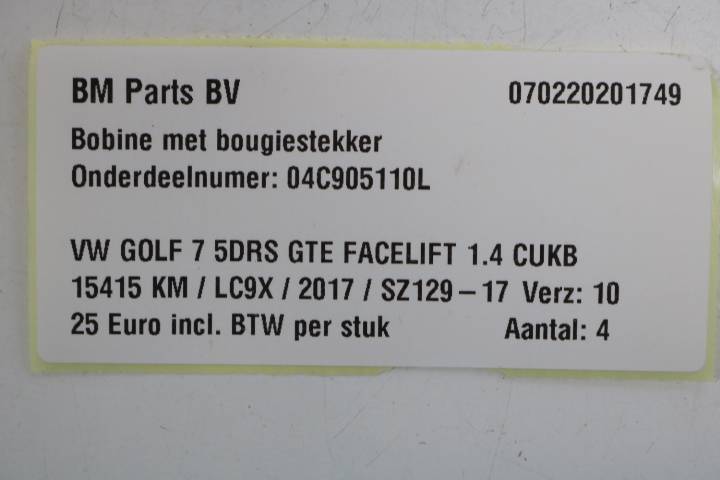 BM Parts BV 070220201749
Bobine met bougiestekker
Onderdeelnumer: 04C905110L
VW GOLF 7 5DRS GTE FACELIFT 1.4 CUKB
15415 KM / LC9X / 2017 / SZ129-17 Verz: 10
25 Euro incl. BTW per stuk Aantal: 4